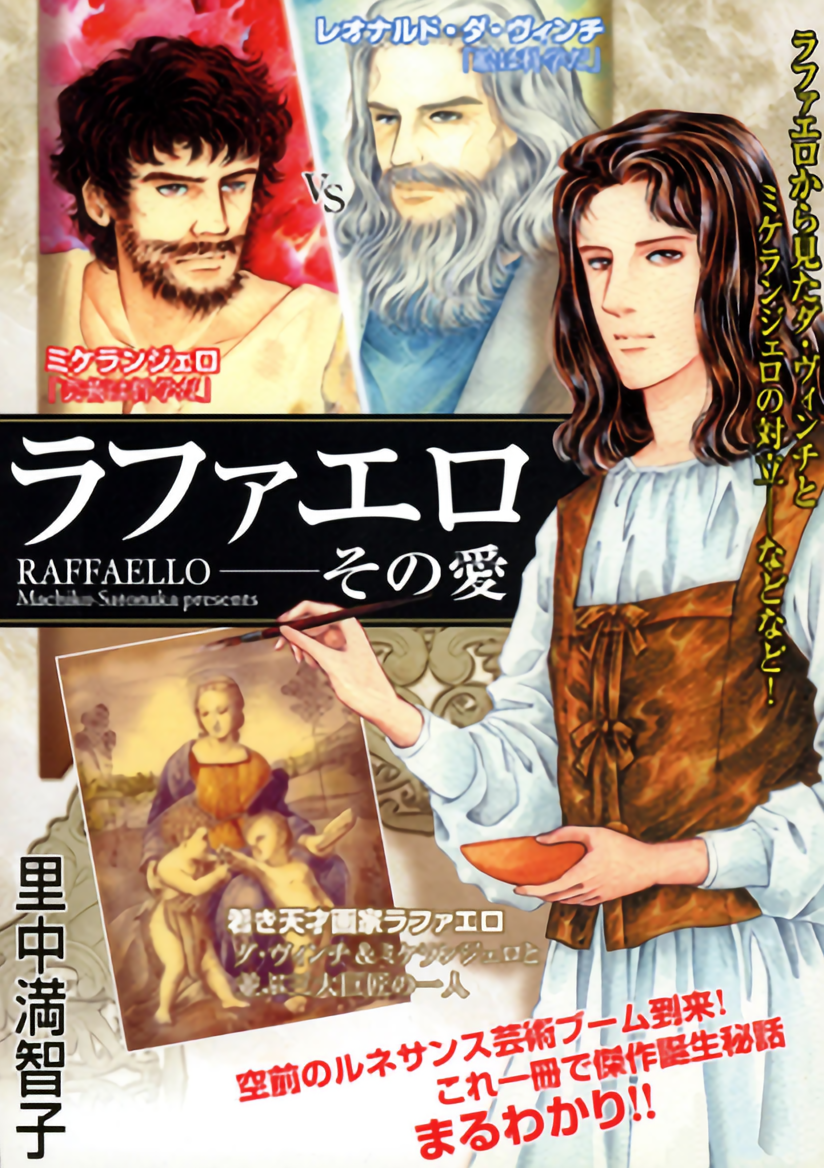 レオナルド・ダ・ヴィンチ
VS
ミケランジェロ
ラファエロから見たダ・ヴィンチと
ミケランジェロの対立―などなど!
ラファエロ
RAFFAELLO――その愛
Machiko Satonaka presents
若き天才画家ラファエロ
ダ・ヴィンチ&ミケランジェロと
大巨匠の一人
里中満智子
空前のルネサンス芸術ブーム到来!
これ一冊で傑作誕生秘話
まるわかり!!